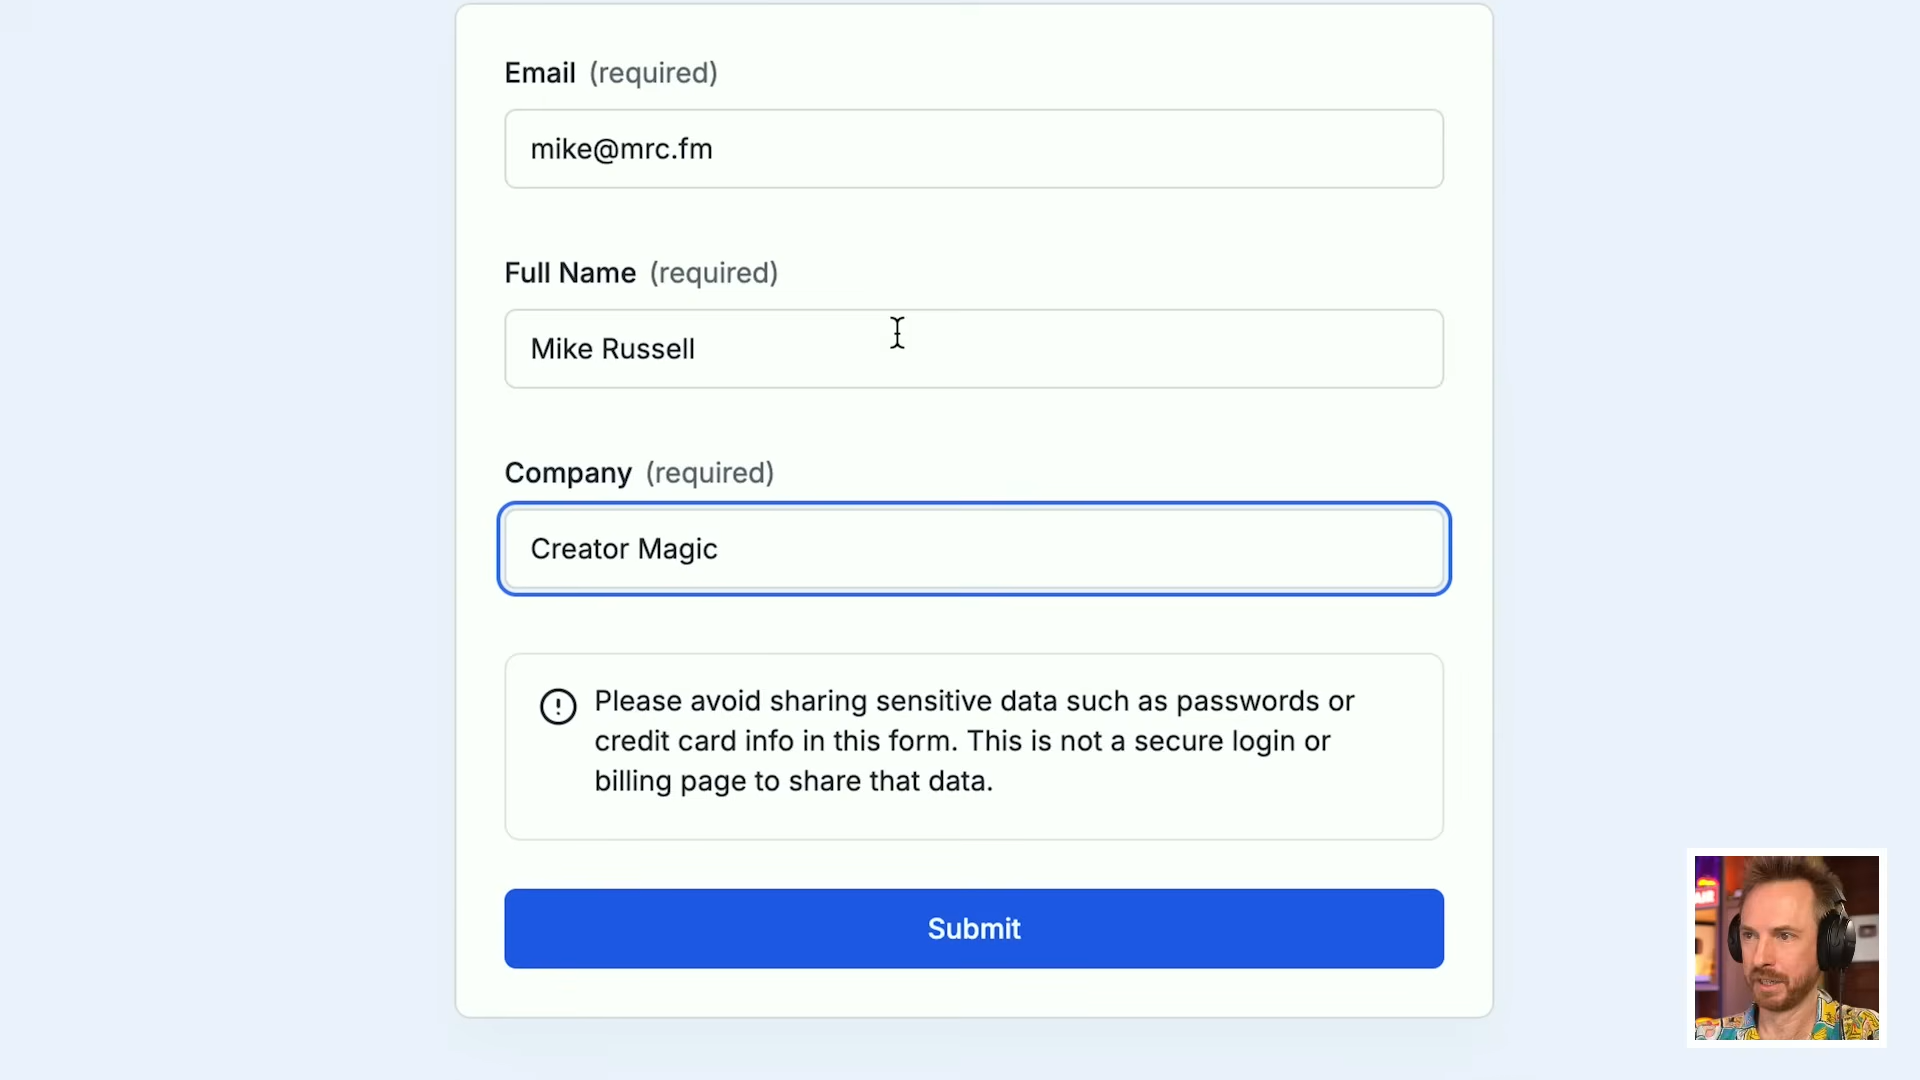 Email (required)
mike@mrc.fm
Full Name (required)
Mike Russell
Company (required)
Creator Magic
Please avoid sharing sensitive data such as passwords or
credit card info in this form. This is not a secure login or
billing page to share that data.
Submit